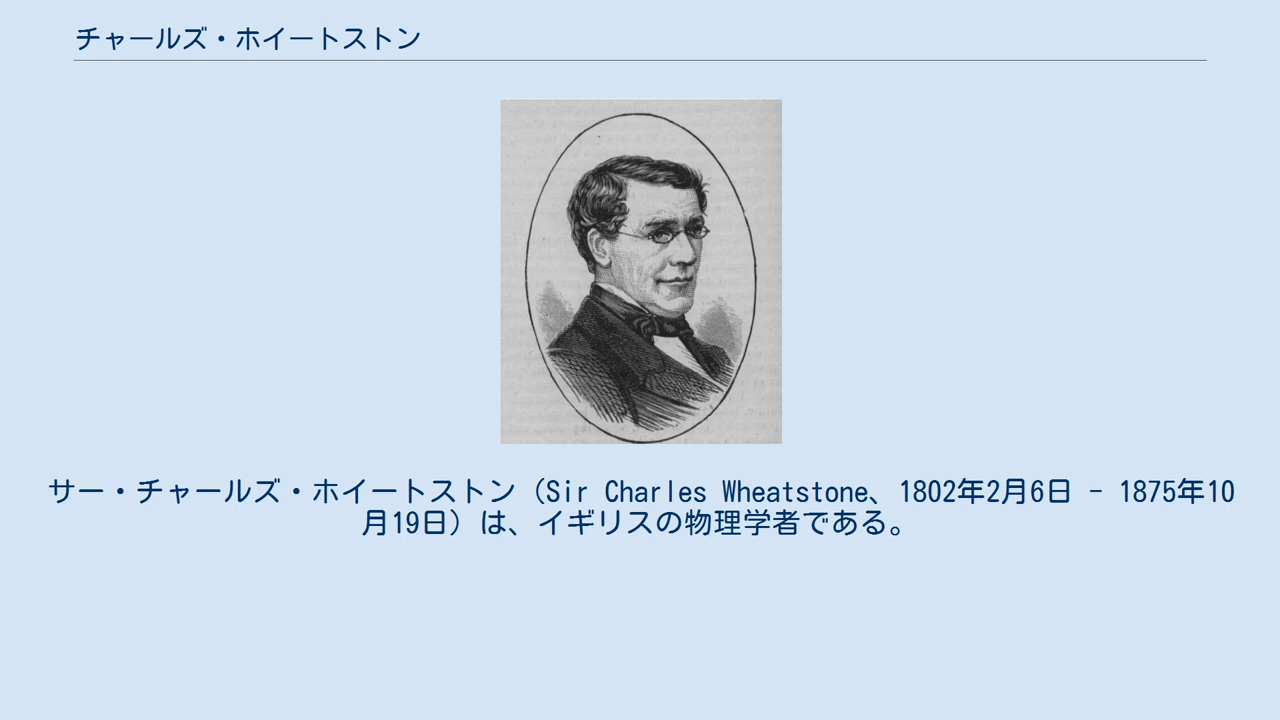 チャールズ・ホイートストン
サー・チャールズ・ホイートストン（Sir Charles Wheatstone、1802年2月6日 - 1875年10
月19日）は、イギリスの物理学者である。